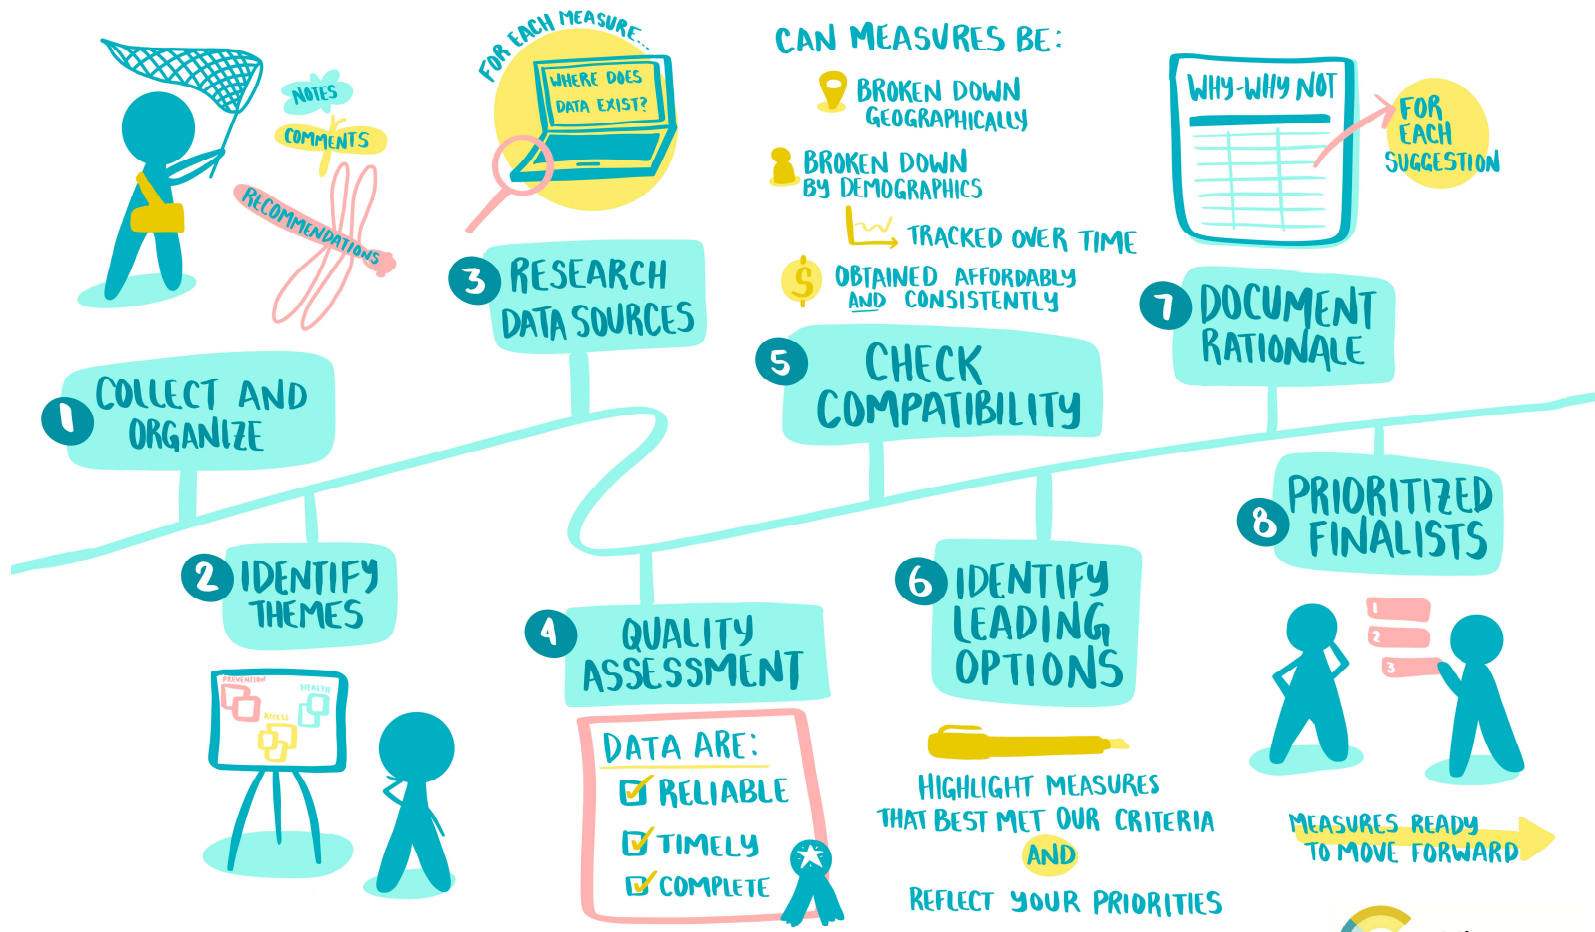 NOTES
COMMENTS
RECOMMENDATIONS
1
COLLECT AND
ORGANIZE
2
IDENTIFY
THEMES
PREVENTION
HEALTH
ACCESS
FOR EACH MEASURE...
WHERE DOES
DATA EXIST?
3
RESEARCH
DATA SOURCES
4
QUALITY
ASSESSMENT
DATA ARE:
RELIABLE
TIMELY
COMPLETE
CAN MEASURES BE:
BROKEN DOWN
GEOGRAPHICALLY
BROKEN DOWN
BY DEMOGRAPHICS
TRACKED OVER TIME
$
OBTAINED AFFORDABLY
AND CONSISTENTLY
5
CHECK
COMPATIBILITY
6
IDENTIFY
LEADING
OPTIONS
HIGHLIGHT MEASURES
THAT BEST MET OUR CRITERIA
AND
REFLECT YOUR PRIORITIES
WHY-WHY NOT
FOR
EACH
SUGGESTION
7
DOCUMENT
RATIONALE
8
PRIORITIZED
FINALISTS
1
2
3
MEASURES READY
TO MOVE FORWARD